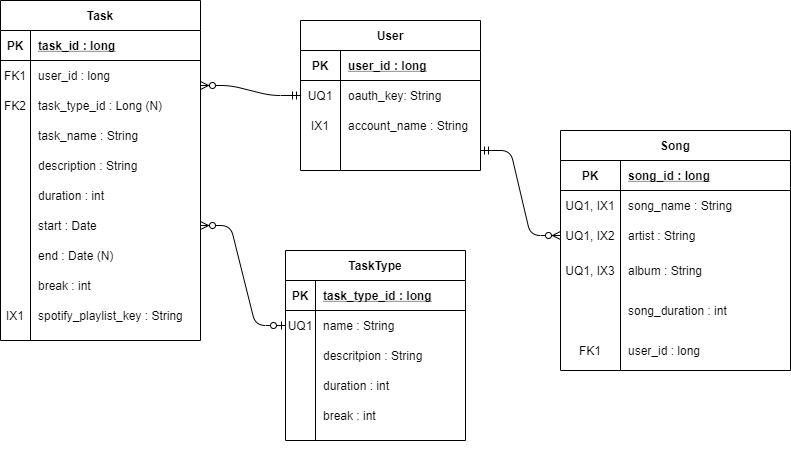 Task
PK task_id : long
FK1 user_id : long
FK2 task_type_id : Long (N)
task_name : String
description : String
duration : int
start : Date
end : Date (N)
break : int
IX1 spotify_playlist_key : String
User
PK user_id : long
UQ1 oauth_key: String
IX1 account_name : String
TaskType
PK task_type_id : long
UQ1 name : String
descritpion : String
duration : int
break : int
Song
PK song_id : long
UQ1, IX1 song_name : String
UQ1, IX2 artist : String
UQ1, IX3 album : String
song_duration : int
FK1 user_id : long